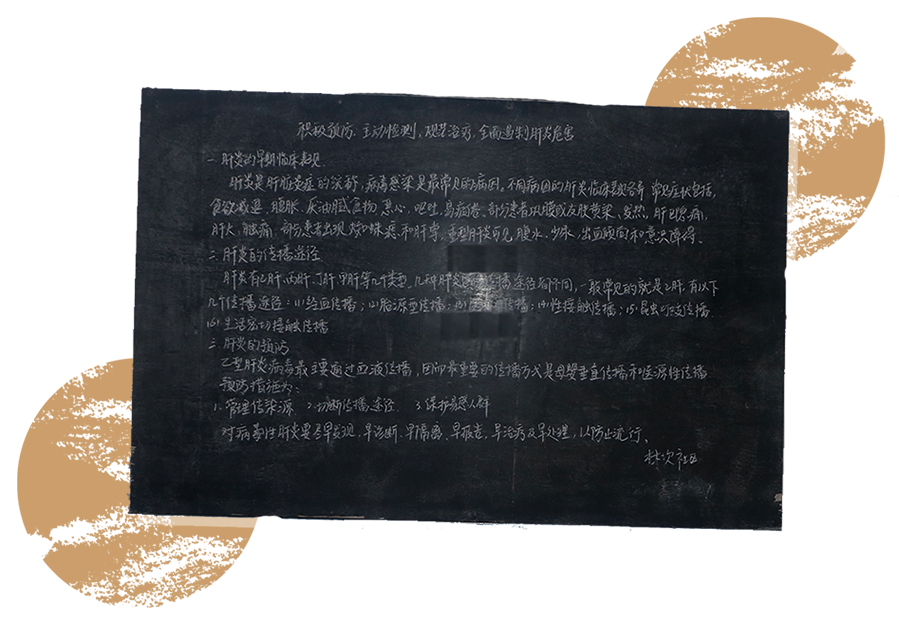 积极预防、主动检测、规范治疗、全面遏制肝炎危害
一.肝炎的早期临床表现
肝炎是肝脏炎症的统称,病毒感染是最常见的病因。不同病因的肝炎临床表现各异 常见症状包括,
食欲减退、腹胀、厌油腻食物 恶心、呕吐、易疲倦、部分患者巩膜或皮肤黄染、发热,肝区隐痛,
肝大、触痛、部分患者出现 肝掌、重型肝炎可见,腹水、少尿、出血倾向和意识障碍、
二.肝炎的传播途径
肝炎有乙肝、丙肝、丁肝、甲肝等几个类型、几种肝炎 传播途径不同,一般常见的就是乙肝.有以下
几个传播途径:(1)经血传播;(2)胎源性传播;(3) 传播;(4)性接触传播;(5)昆虫叮咬传播
(6)生活密切接触传播
三.肝炎的预防
乙型肝炎病毒最主要通过血液传播,因而最重要的传播方式是母婴垂直传播和医源性传播
预防措施为:
1.管理传染源 2.切断传播途径 3.保护易感人群
对病毒性肝炎要尽早发现,早诊断.早隔离、早报告,早治病及早处理,以防止流行、
社区